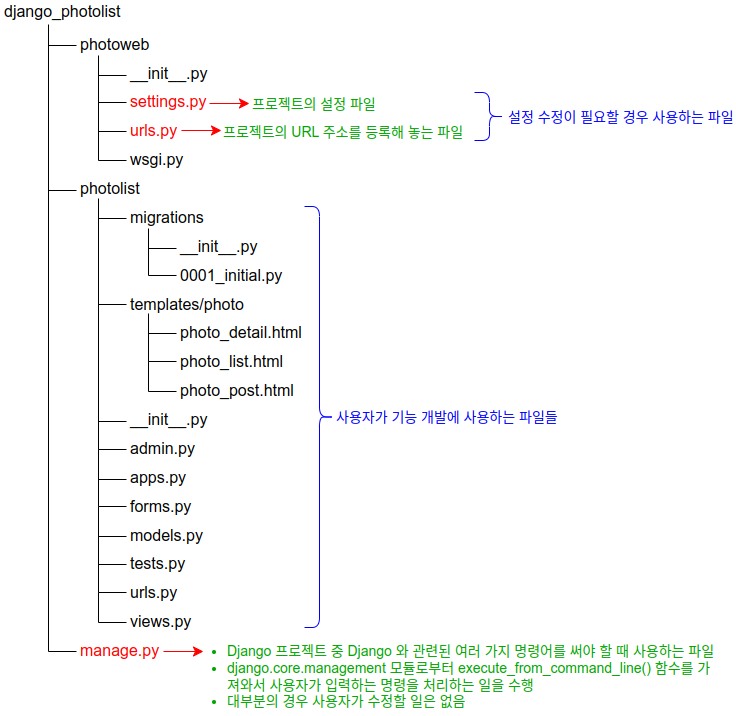 django_photolist
photoweb
__init__.py
settings.py 프로젝트의 설정 파일
urls.py 프로젝트의 URL 주소를 등록해 놓는 파일
설정 수정이 필요할 경우 사용하는 파일
wsgi.py
photolist
migrations
__init__.py
0001_initial.py
templates/photo
photo_detail.html
photo_list.html
photo_post.html
사용자가 기능 개발에 사용하는 파일들
__init__.py
admin.py
apps.py
forms.py
models.py
tests.py
urls.py
views.py
manage.py
• Django 프로젝트 중 Django 와 관련된 여러 가지 명령어를 써야 할 때 사용하는 파일
• django.core.management 모듈로부터 execute_from_command_line() 함수를 가
져와서 사용자가 입력하는 명령을 처리하는 일을 수행
• 대부분의 경우 사용자가 수정할 일은 없음